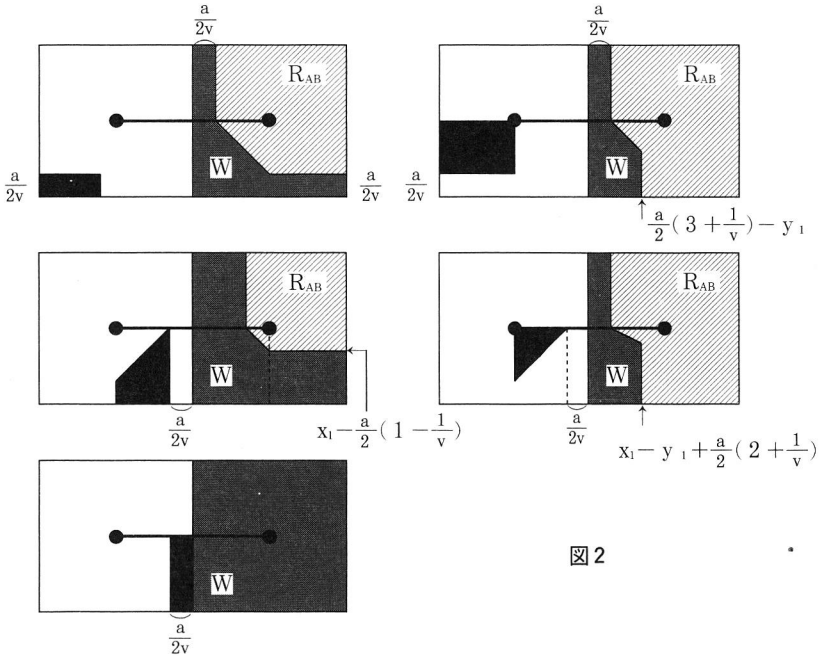 a/2v a/2v
R_AB R_AB
W W
a/2v a/2v a/2v
a/2(3+1/v)−y₁
R_AB R_AB
W W
a/2v a/2v
x₁−a/2(1−1/v) x₁−y₁+a/2(2+1/v)
W
図2
a/2v